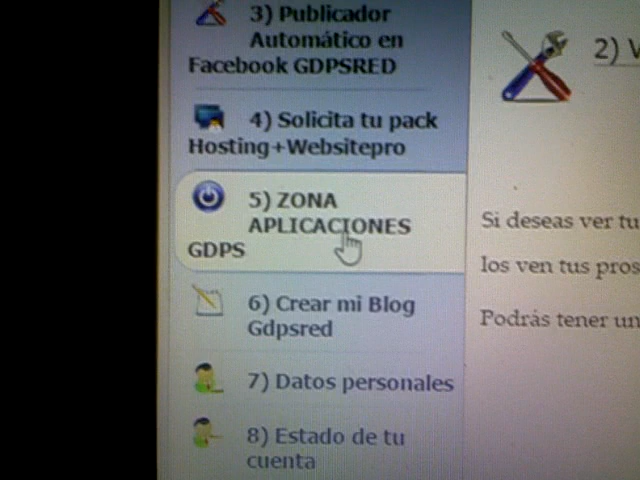 3) Publicador
Automático en
Facebook GDPSRED
4) Solicita tu pack
Hosting+Websitepro
5) ZONA
APLICACIONES
GDPS
6) Crear mi Blog
Gdpsred
7) Datos personales
8) Estado de tu
cuenta
2) V
Si deseas ver tu
los ven tus pros
Podrás tener un